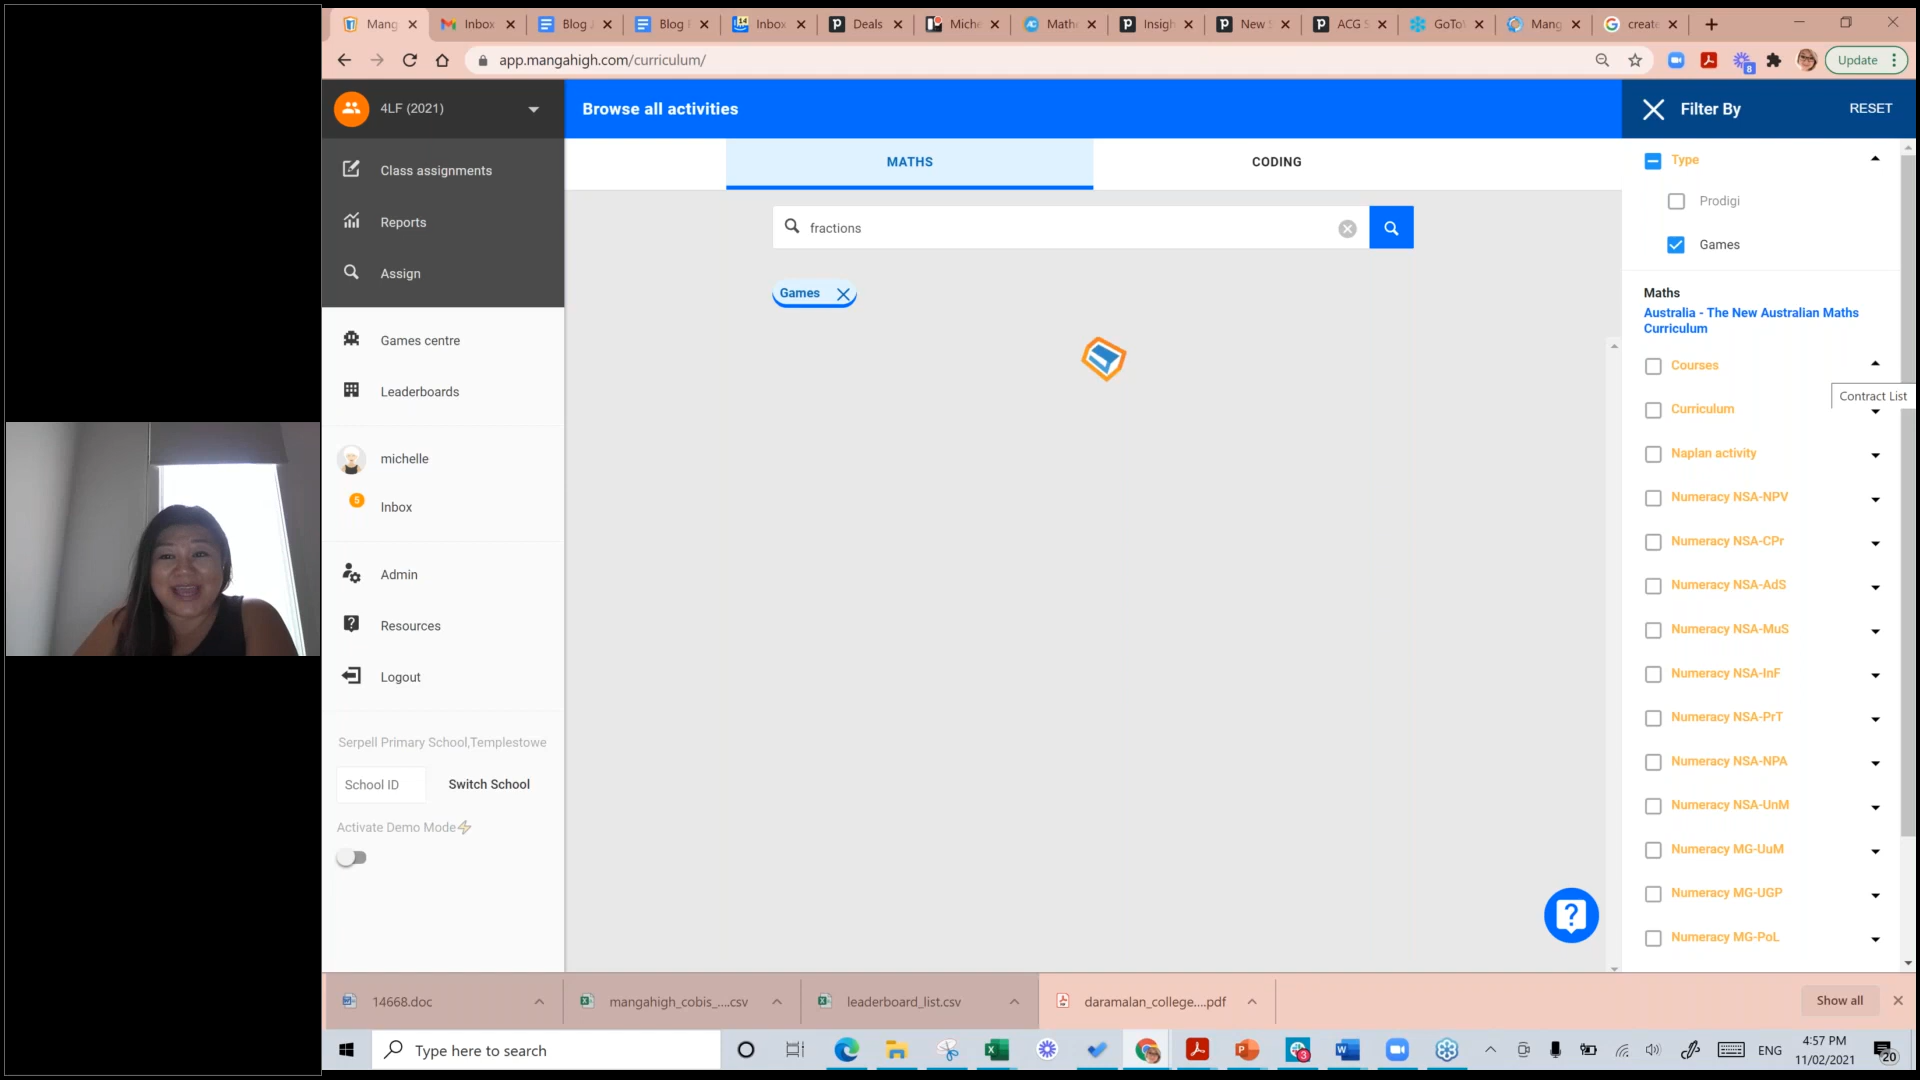 Mang
Inbox
Blog
Blog
Inbox
Deals
Miche
Math
Insigh
New
ACG S
GoTo
Mang
create
app.mangahigh.com/curriculum/
8
Update
4LF (2021)
Browse all activities
Filter By
RESET
Class assignments
Reports
Assign
Games centre
Leaderboards
michelle
5
Inbox
Admin
Resources
Logout
Serpell Primary School,Templestowe
School ID
Switch School
Activate Demo Mode
MATHS
CODING
fractions
Games
Type
Prodigi
Games
Maths
Australia - The New Australian Maths
Curriculum
Courses
Contract List
Curriculum
Naplan activity
Numeracy NSA-NPV
Numeracy NSA-CPr
Numeracy NSA-AdS
Numeracy NSA-MuS
Numeracy NSA-InF
Numeracy NSA-PrT
Numeracy NSA-NPA
Numeracy NSA-UnM
Numeracy MG-UuM
Numeracy MG-UGP
Numeracy MG-PoL
14668.doc
mangahigh_cobis_....csv
leaderboard_list.csv
daramalan_college....pdf
Show all
Type here to search
3
ENG
4:57 PM
11/02/2021
20